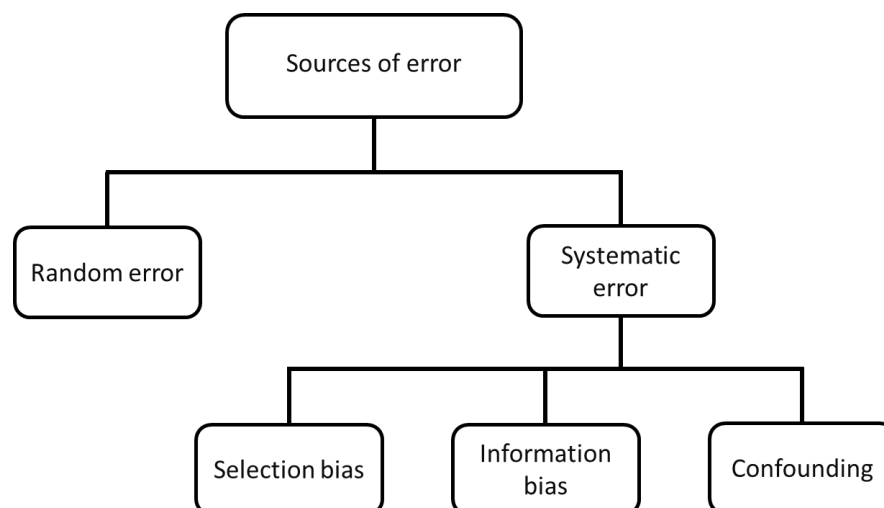 Sources of error
Random error
Systematic
error
Selection bias
Information
bias
Confounding